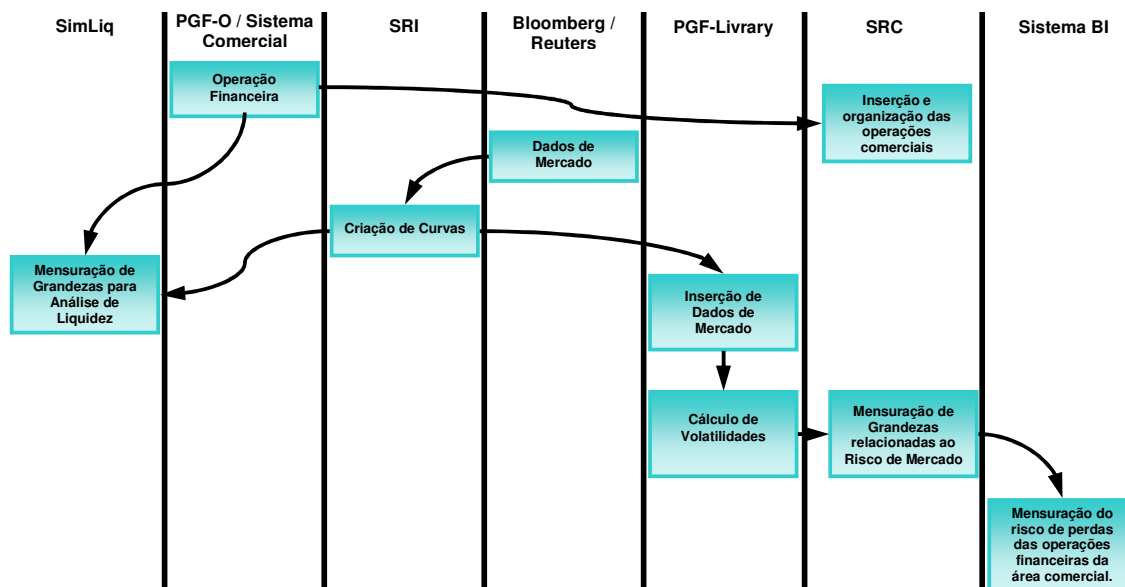 SimLiq
PGF-O / Sistema
Comercial
SRI
Bloomberg /
Reuters
PGF-Livrary
SRC
Sistema BI
Operação
Financeira
Inserção e
organização das
operações
comerciais
Dados de
Mercado
Criação de Curvas
Mensuração de
Grandezas para
Análise de
Liquidez
Inserção de
Dados de
Mercado
Cálculo de
Volatilidades
Mensuração de
Grandezas
relacionadas ao
Risco de Mercado
Mensuração do
risco de perdas
das operações
financeiras da
área comercial.